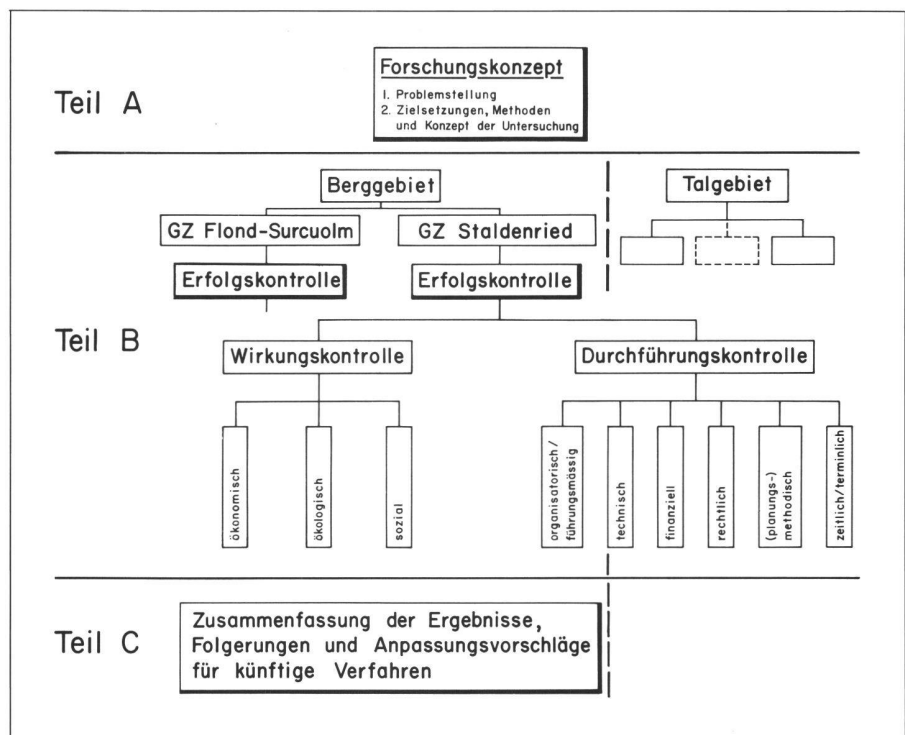 Teil A
Forschungskonzept
1. Problemstellung
2. Zielsetzungen, Methoden
und Konzept der Untersuchung
Teil B
Berggebiet
Talgebiet
GZ Flond-Surcuolm
GZ Staldenried
Erfolgskontrolle
Erfolgskontrolle
Wirkungskontrolle
Durchführungskontrolle
ökonomisch
ökologisch
sozial
organisatorisch/
führungsmässig
technisch
finanziell
rechtlich
(planungs-)
methodisch
zeitlich/terminlich
Teil C
Zusammenfassung der Ergebnisse,
Folgerungen und Anpassungsvorschläge
für künftige Verfahren